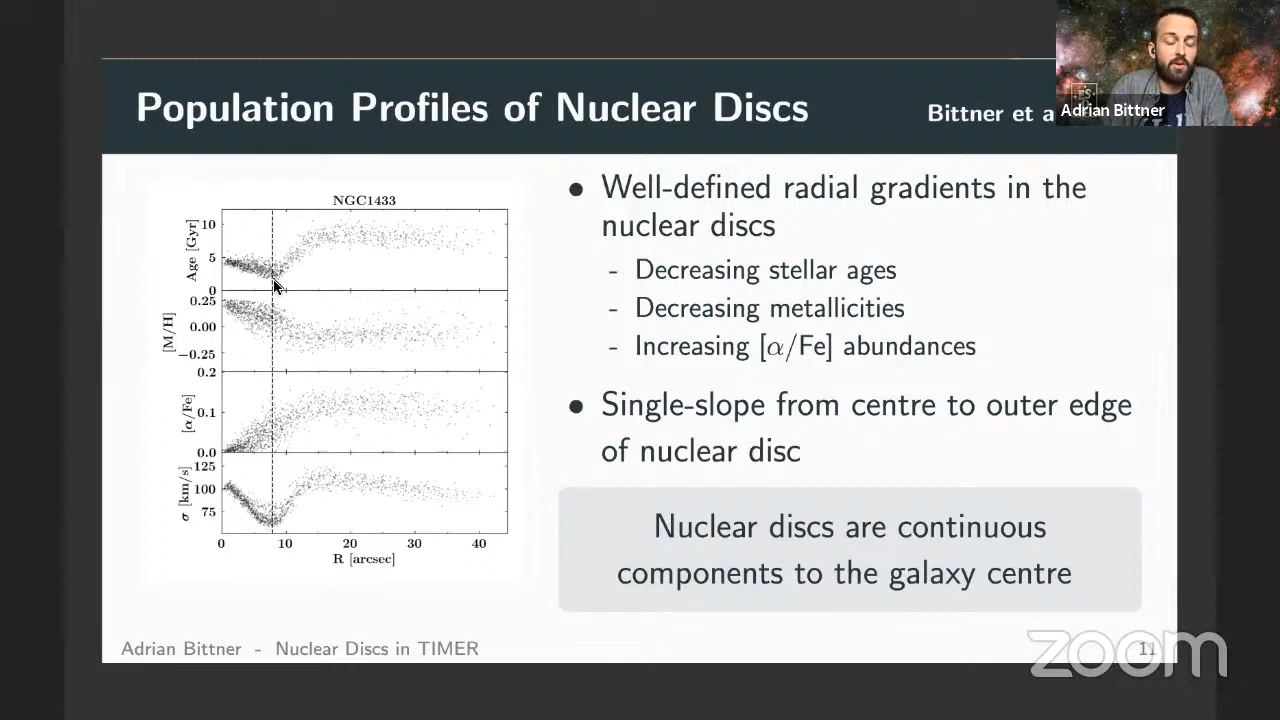 Population Profiles of Nuclear Discs
Bittner et a
Adrian Bittner
NGC1433
Age [Gyr]
10
5
0
[M/H]
0.25
0.00
−0.25
[α/Fe]
0.2
0.1
0.0
σ [km/s]
125
100
75
0 10 20 30 40
R [arcsec]
• Well-defined radial gradients in the
nuclear discs
- Decreasing stellar ages
- Decreasing metallicities
- Increasing [α/Fe] abundances
• Single-slope from centre to outer edge
of nuclear disc
Nuclear discs are continuous
components to the galaxy centre
Adrian Bittner - Nuclear Discs in TIMER
11
zoom